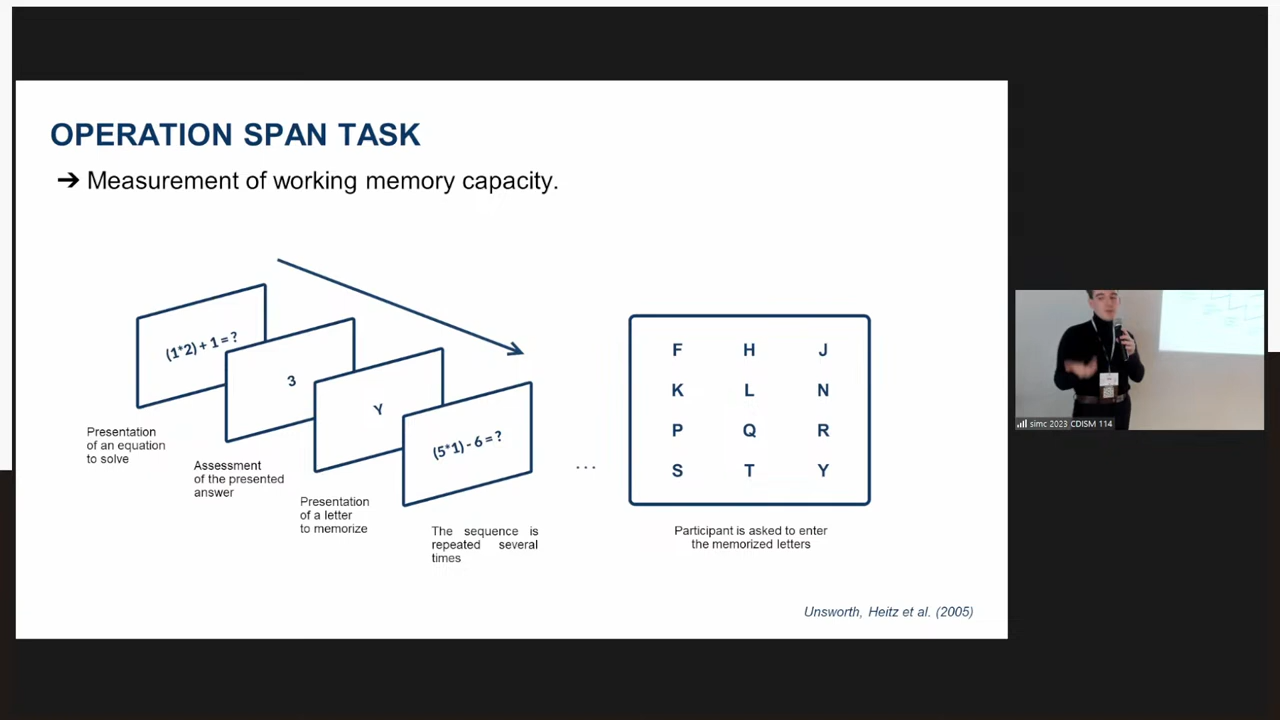 OPERATION SPAN TASK
➔ Measurement of working memory capacity.
(1*2) + 1 = ?
3
Y
(5*1) - 6 = ?
Presentation
of an equation
to solve
Assessment
of the presented
answer
Presentation
of a letter
to memorize
The sequence is
repeated several
times
...
F H J
K L N
P Q R
S T Y
Participant is asked to enter
the memorized letters
Unsworth, Heitz et al. (2005)
simc 2023_CDISM 114